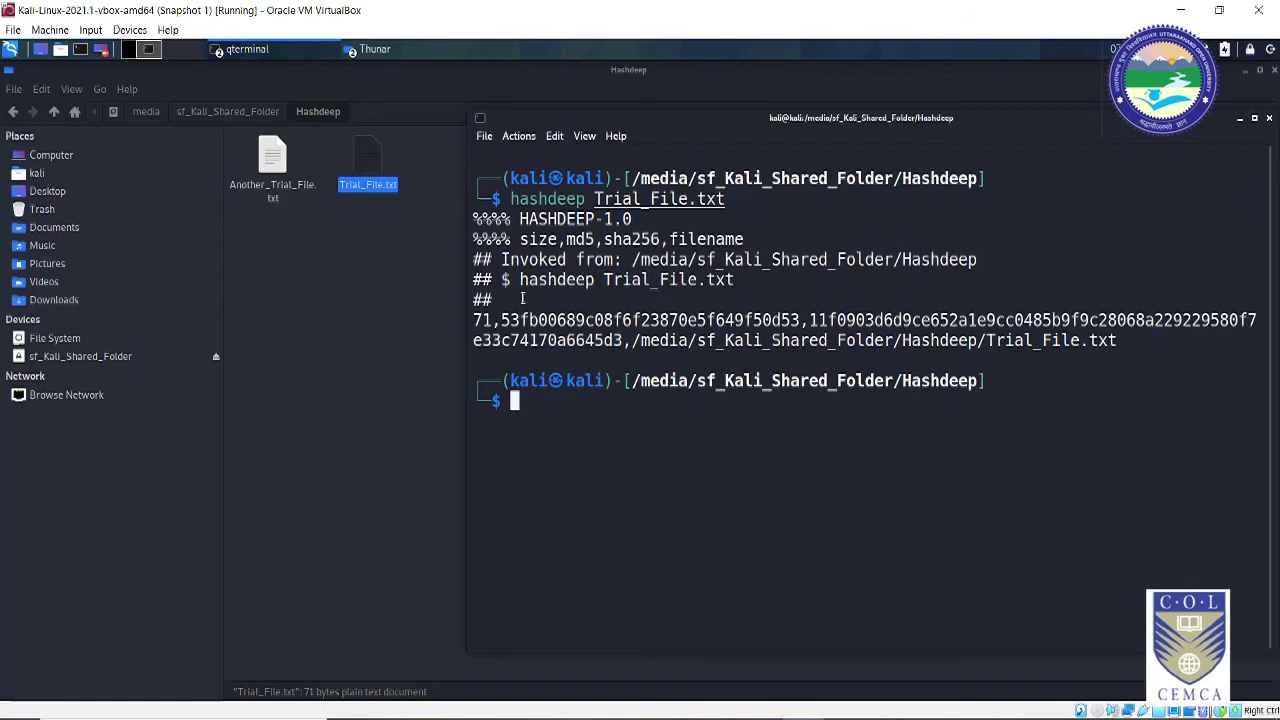 Kali-Linux-2021.1-vbox-amd64 (Snapshot 1) [Running] - Oracle VM VirtualBox
File Machine Input Devices Help
qterminal
Thunar
Hashdeep
File Edit View Go Help
media sf_Kali_Shared_Folder Hashdeep
Places
Computer
kali
Desktop
Trash
Documents
Music
Pictures
Videos
Downloads
Devices
File System
sf_Kali_Shared_Folder
Network
Browse Network
Another_Trial_File.
txt
Trial_File.txt
"Trial_File.txt": 71 bytes plain text document
kali@kali: /media/sf_Kali_Shared_Folder/Hashdeep
File Actions Edit View Help
(kali㉿kali)-[/media/sf_Kali_Shared_Folder/Hashdeep]
$ hashdeep Trial_File.txt
%%%% HASHDEEP-1.0
%%%% size,md5,sha256,filename
## Invoked from: /media/sf_Kali_Shared_Folder/Hashdeep
## $ hashdeep Trial_File.txt
##
71,53fb00689c08f6f23870e5f649f50d53,11f0903d6d9ce652a1e9cc0485b9f9c28068a229229580f7
e33c74170a6645d3,/media/sf_Kali_Shared_Folder/Hashdeep/Trial_File.txt
(kali㉿kali)-[/media/sf_Kali_Shared_Folder/Hashdeep]
$
UTTARAKHAND OPEN UNIVERSITY
C·O·L
CEMCA
Right Ctrl